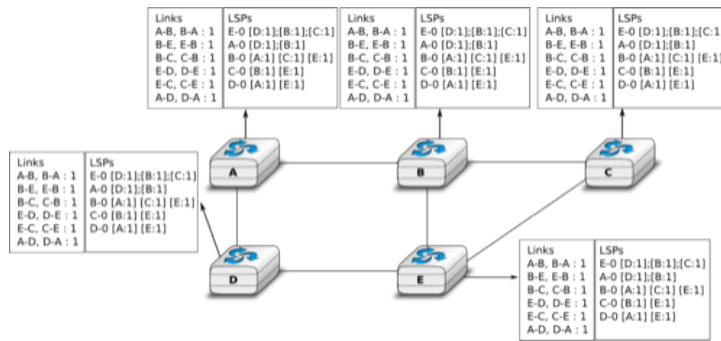 Links LSPs
A-B, B-A : 1 E-0 [D:1];[B:1];[C:1]
B-E, E-B : 1 A-0 [D:1];[B:1]
B-C, C-B : 1 B-0 [A:1] [C:1] [E:1]
E-D, D-E : 1 C-0 [B:1] [E:1]
E-C, C-E : 1 D-0 [A:1] [E:1]
A-D, D-A : 1
Links LSPs
A-B, B-A : 1 E-0 [D:1];[B:1];[C:1]
B-E, E-B : 1 A-0 [D:1];[B:1]
B-C, C-B : 1 B-0 [A:1] [C:1] [E:1]
E-D, D-E : 1 C-0 [B:1] [E:1]
E-C, C-E : 1 D-0 [A:1] [E:1]
A-D, D-A : 1
Links LSPs
A-B, B-A : 1 E-0 [D:1];[B:1];[C:1]
B-E, E-B : 1 A-0 [D:1];[B:1]
B-C, C-B : 1 B-0 [A:1] [C:1] [E:1]
E-D, D-E : 1 C-0 [B:1] [E:1]
E-C, C-E : 1 D-0 [A:1] [E:1]
A-D, D-A : 1
A
B
C
Links LSPs
A-B, B-A : 1 E-0 [D:1];[B:1];[C:1]
B-E, E-B : 1 A-0 [D:1];[B:1]
B-C, C-B : 1 B-0 [A:1] [C:1] [E:1]
E-D, D-E : 1 C-0 [B:1] [E:1]
E-C, C-E : 1 D-0 [A:1] [E:1]
A-D, D-A : 1
D
E
Links LSPs
A-B, B-A : 1 E-0 [D:1];[B:1];[C:1]
B-E, E-B : 1 A-0 [D:1];[B:1]
B-C, C-B : 1 B-0 [A:1] [C:1] [E:1]
E-D, D-E : 1 C-0 [B:1] [E:1]
E-C, C-E : 1 D-0 [A:1] [E:1]
A-D, D-A : 1